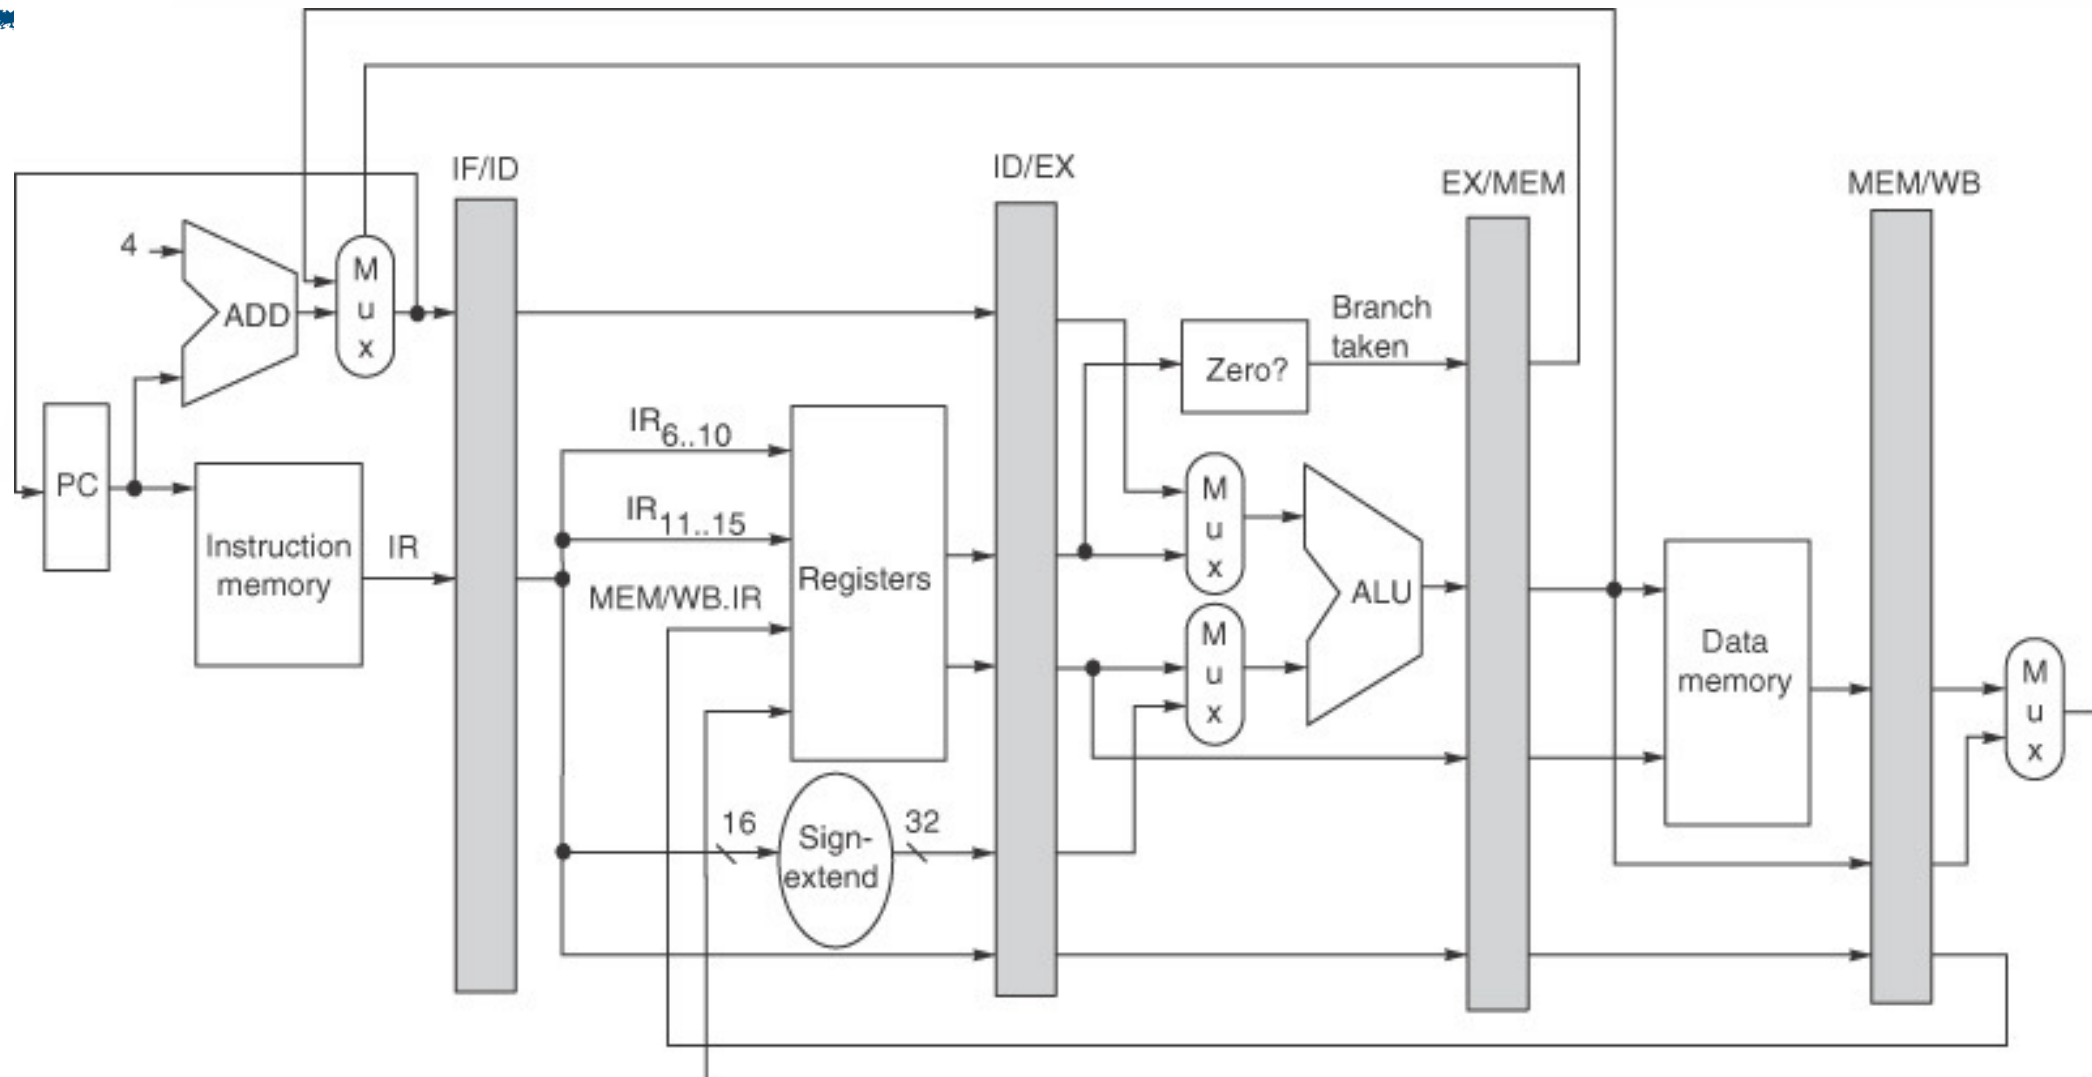 IF/ID
ID/EX
EX/MEM
MEM/WB
4
ADD
M
u
x
Branch
taken
Zero?
IR6..10
PC
Instruction
memory
IR
IR11..15
MEM/WB.IR
Registers
M
u
x
ALU
M
u
x
Data
memory
M
u
x
16
Sign-
extend
32